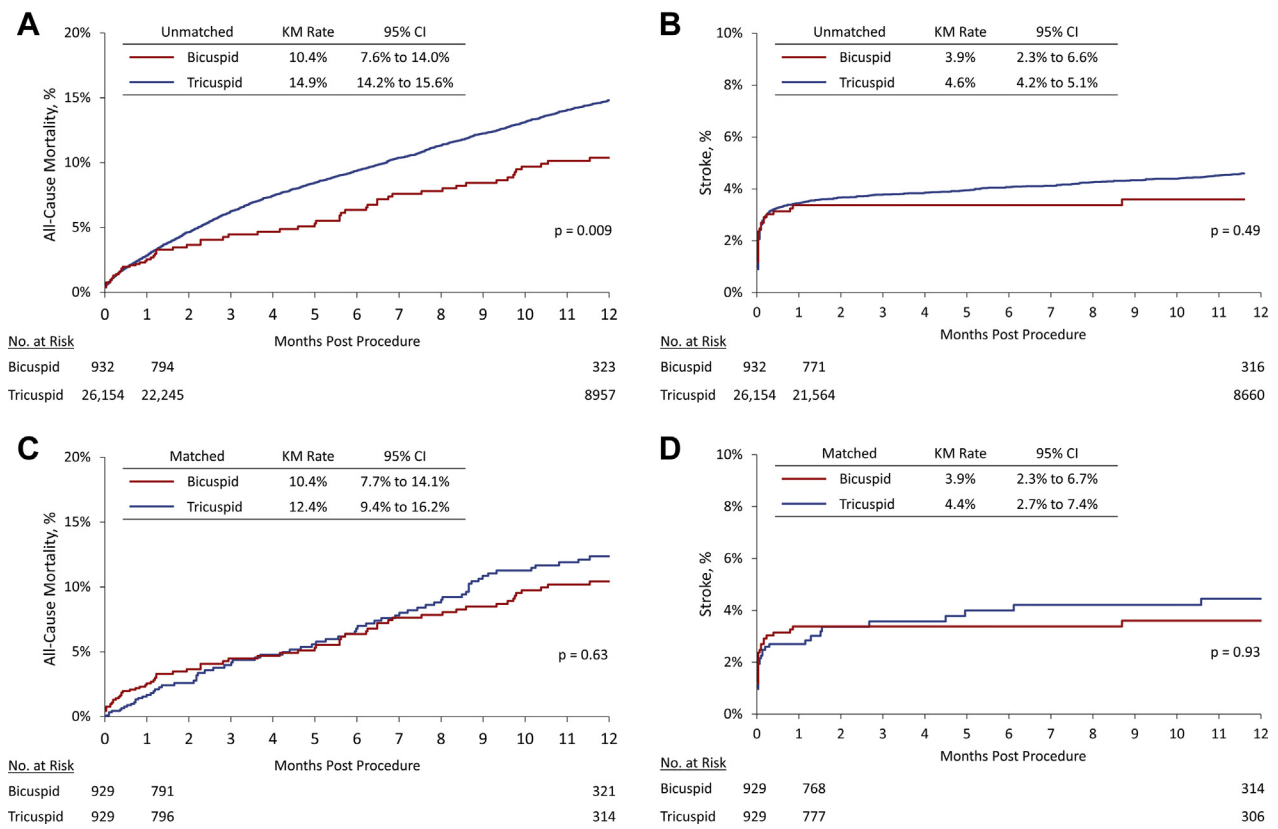 A
Unmatched KM Rate 95% CI
Bicuspid 10.4% 7.6% to 14.0%
Tricuspid 14.9% 14.2% to 15.6%
All-Cause Mortality, %
20%
15%
10%
5%
0%
p = 0.009
0 1 2 3 4 5 6 7 8 9 10 11 12
Months Post Procedure
No. at Risk
Bicuspid 932 794 323
Tricuspid 26,154 22,245 8957
B
Unmatched KM Rate 95% CI
Bicuspid 3.9% 2.3% to 6.6%
Tricuspid 4.6% 4.2% to 5.1%
Stroke, %
10%
8%
6%
4%
2%
0%
p = 0.49
0 1 2 3 4 5 6 7 8 9 10 11 12
Months Post Procedure
No. at Risk
Bicuspid 932 771 316
Tricuspid 26,154 21,564 8660
C
Matched KM Rate 95% CI
Bicuspid 10.4% 7.7% to 14.1%
Tricuspid 12.4% 9.4% to 16.2%
All-Cause Mortality, %
20%
15%
10%
5%
0%
p = 0.63
0 1 2 3 4 5 6 7 8 9 10 11 12
Months Post Procedure
No. at Risk
Bicuspid 929 791 321
Tricuspid 929 796 314
D
Matched KM Rate 95% CI
Bicuspid 3.9% 2.3% to 6.7%
Tricuspid 4.4% 2.7% to 7.4%
Stroke, %
10%
8%
6%
4%
2%
0%
p = 0.93
0 1 2 3 4 5 6 7 8 9 10 11 12
Months Post Procedure
No. at Risk
Bicuspid 929 768 314
Tricuspid 929 777 306